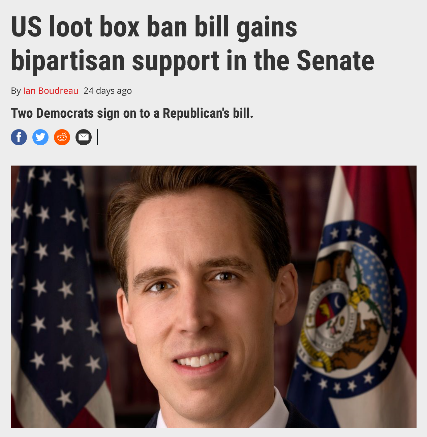 US loot box ban bill gains
bipartisan support in the Senate
By Ian Boudreau 24 days ago
Two Democrats sign on to a Republican's bill.